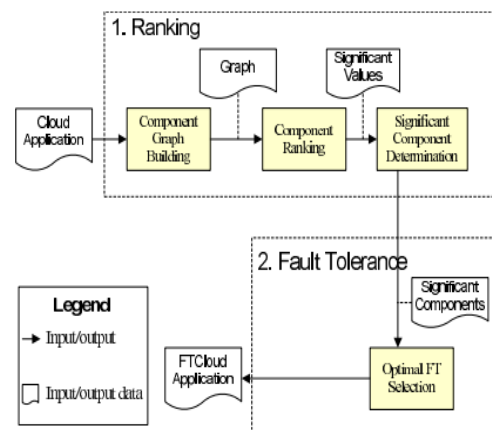 1. Ranking
Graph
Significant
Values
Cloud
Application
Component
Graph
Building
Component
Ranking
Significant
Component
Determination
2. Fault Tolerance
Significant
Components
Legend
Input/output
Input/output data
FTCloud
Application
Optimal FT
Selection